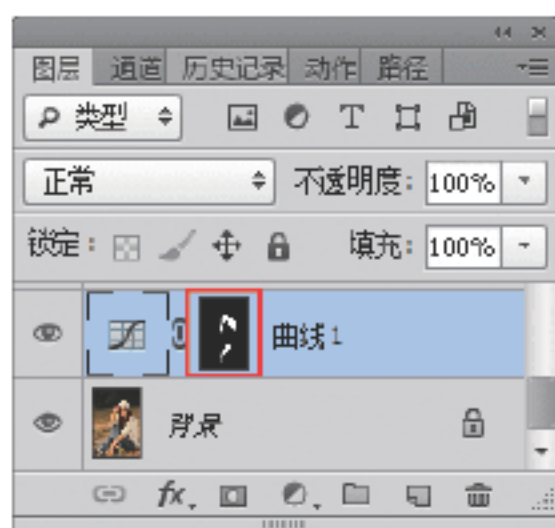 图层 通道 历史记录 动作 路径
类型 T
正常 不透明度: 100%
锁定: 填充: 100%
曲线 1
背景
fx.